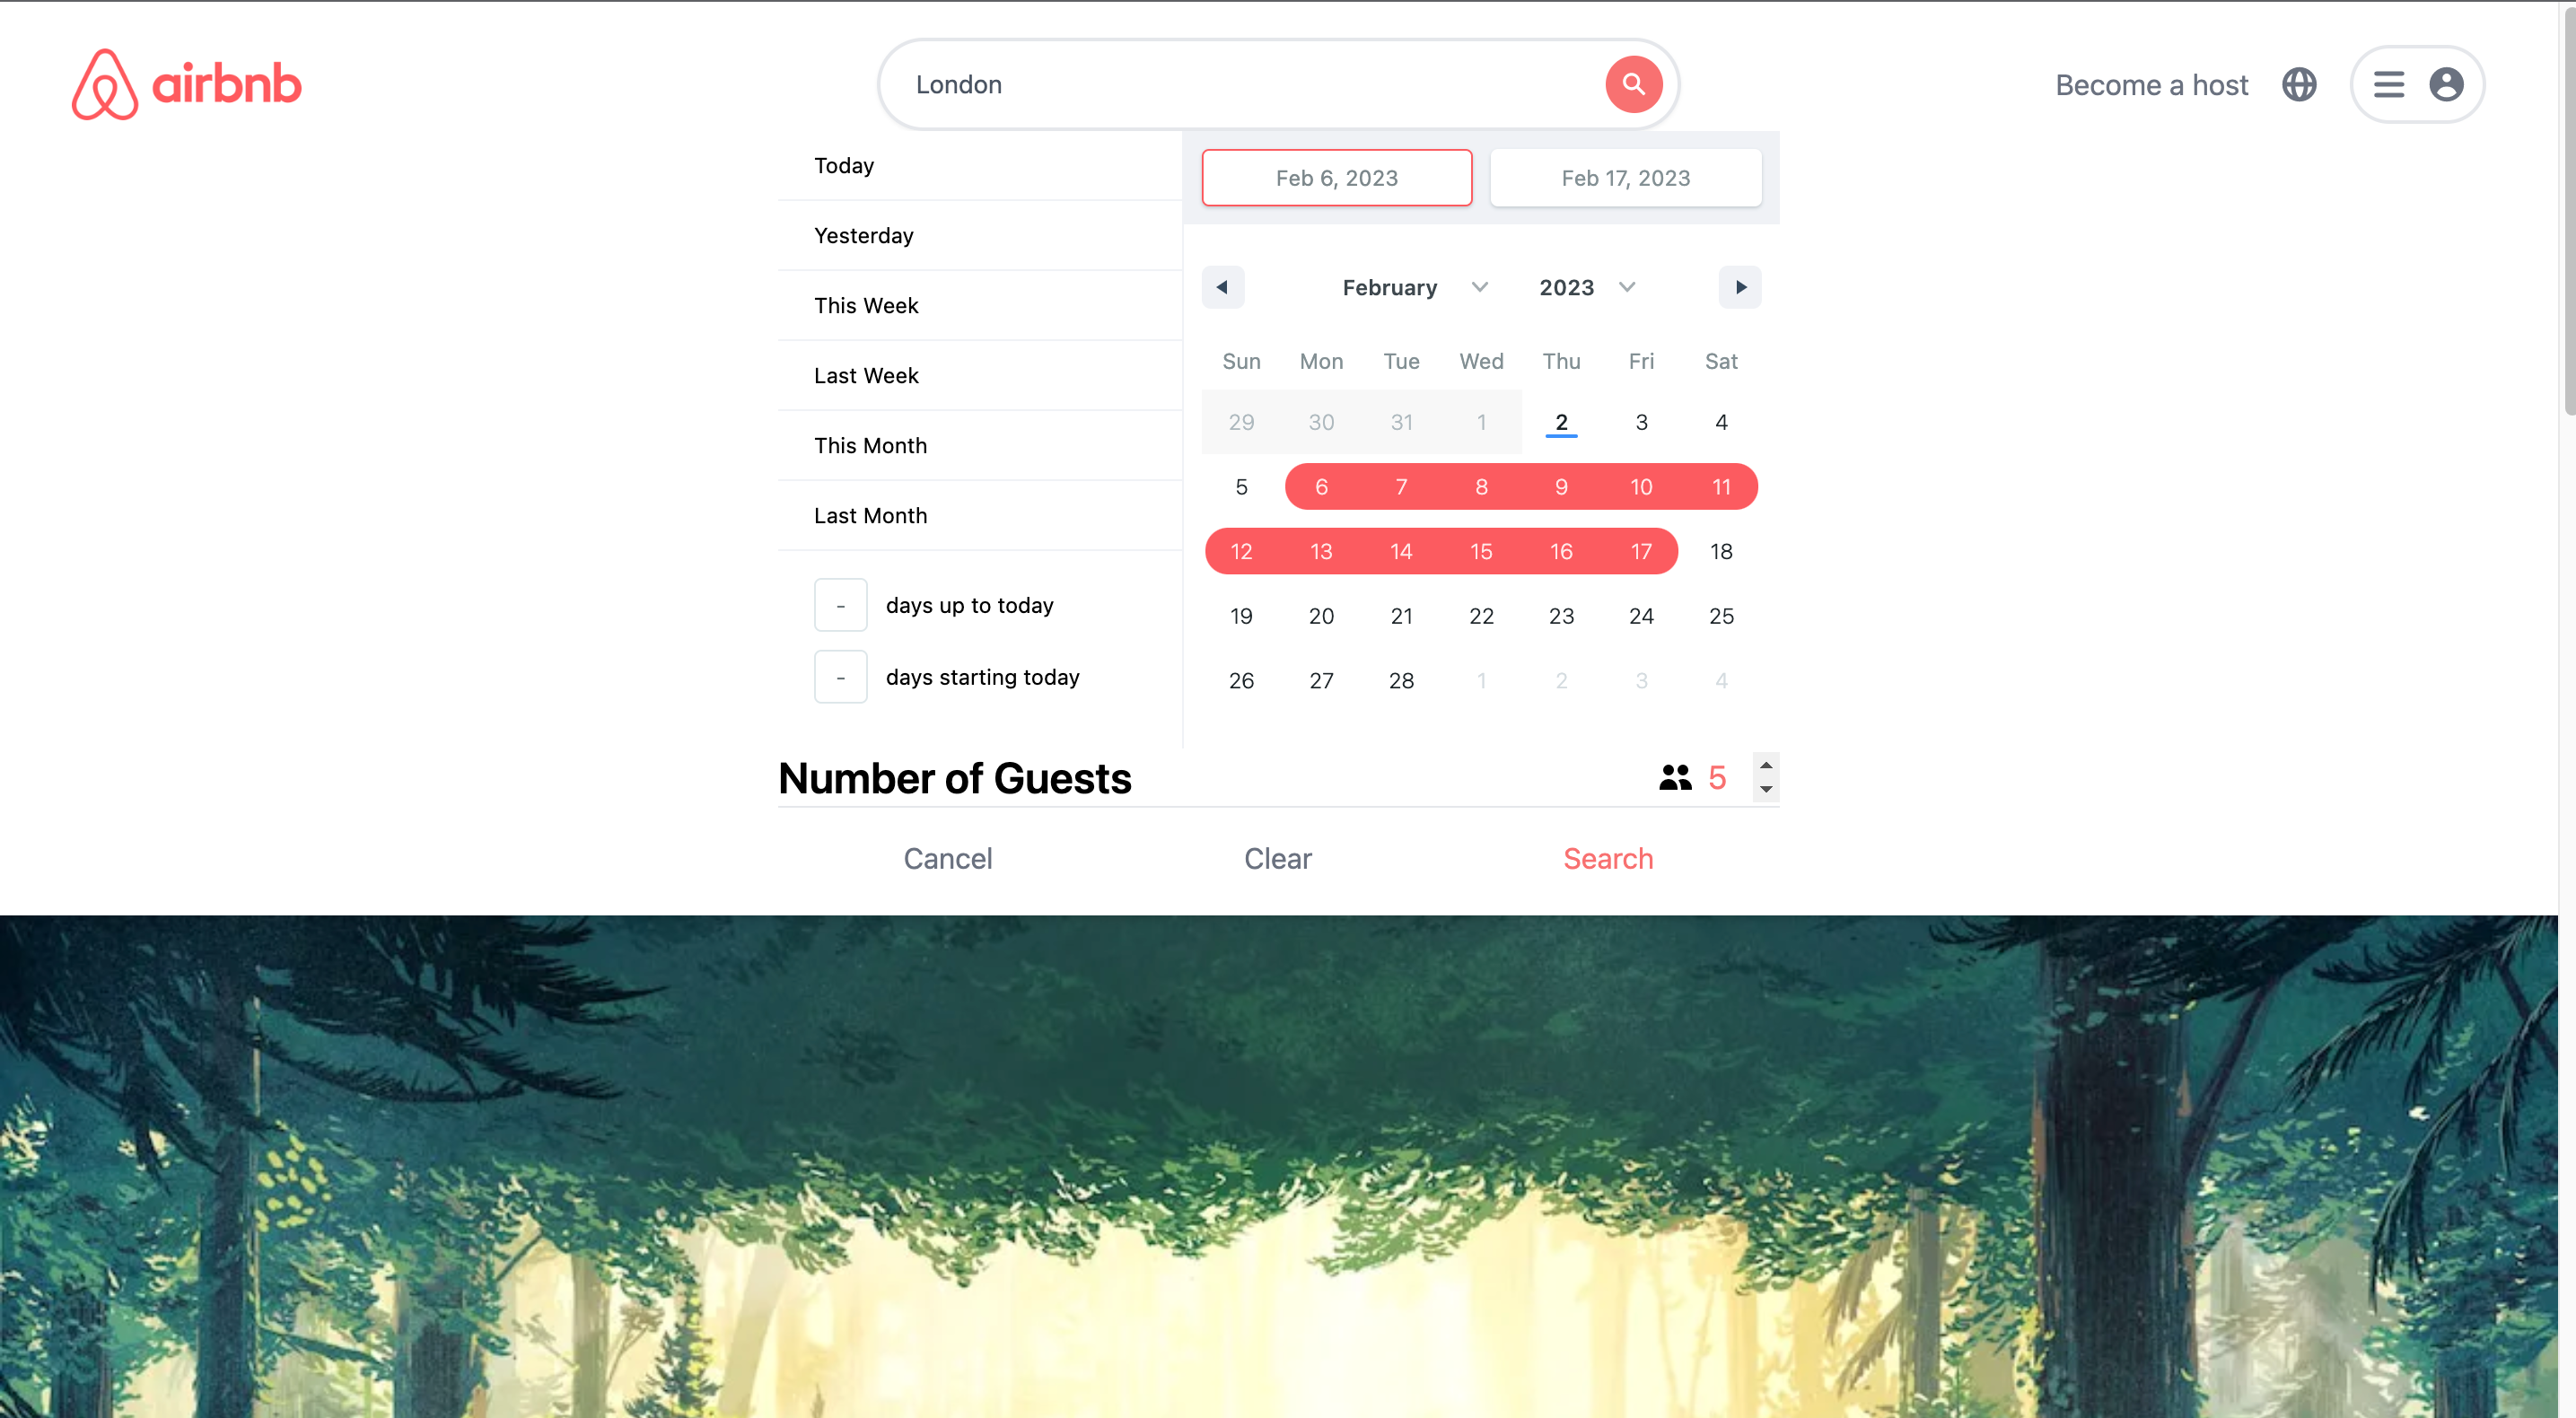 airbnb
London
Become a host
Today
Yesterday
This Week
Last Week
This Month
Last Month
- days up to today
- days starting today
Feb 6, 2023 Feb 17, 2023
February 2023
Sun Mon Tue Wed Thu Fri Sat
29 30 31 1 2 3 4
5 6 7 8 9 10 11
12 13 14 15 16 17 18
19 20 21 22 23 24 25
26 27 28 1 2 3 4
Number of Guests 5
Cancel Clear Search